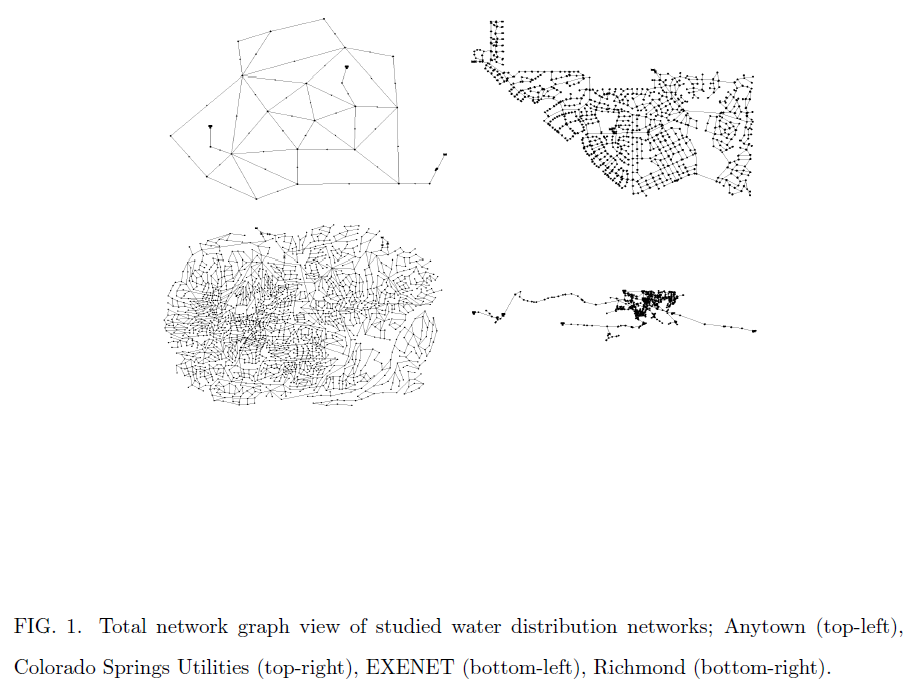 FIG. 1. Total network graph view of studied water distribution networks; Anytown (top-left),
Colorado Springs Utilities (top-right), EXENET (bottom-left), Richmond (bottom-right).